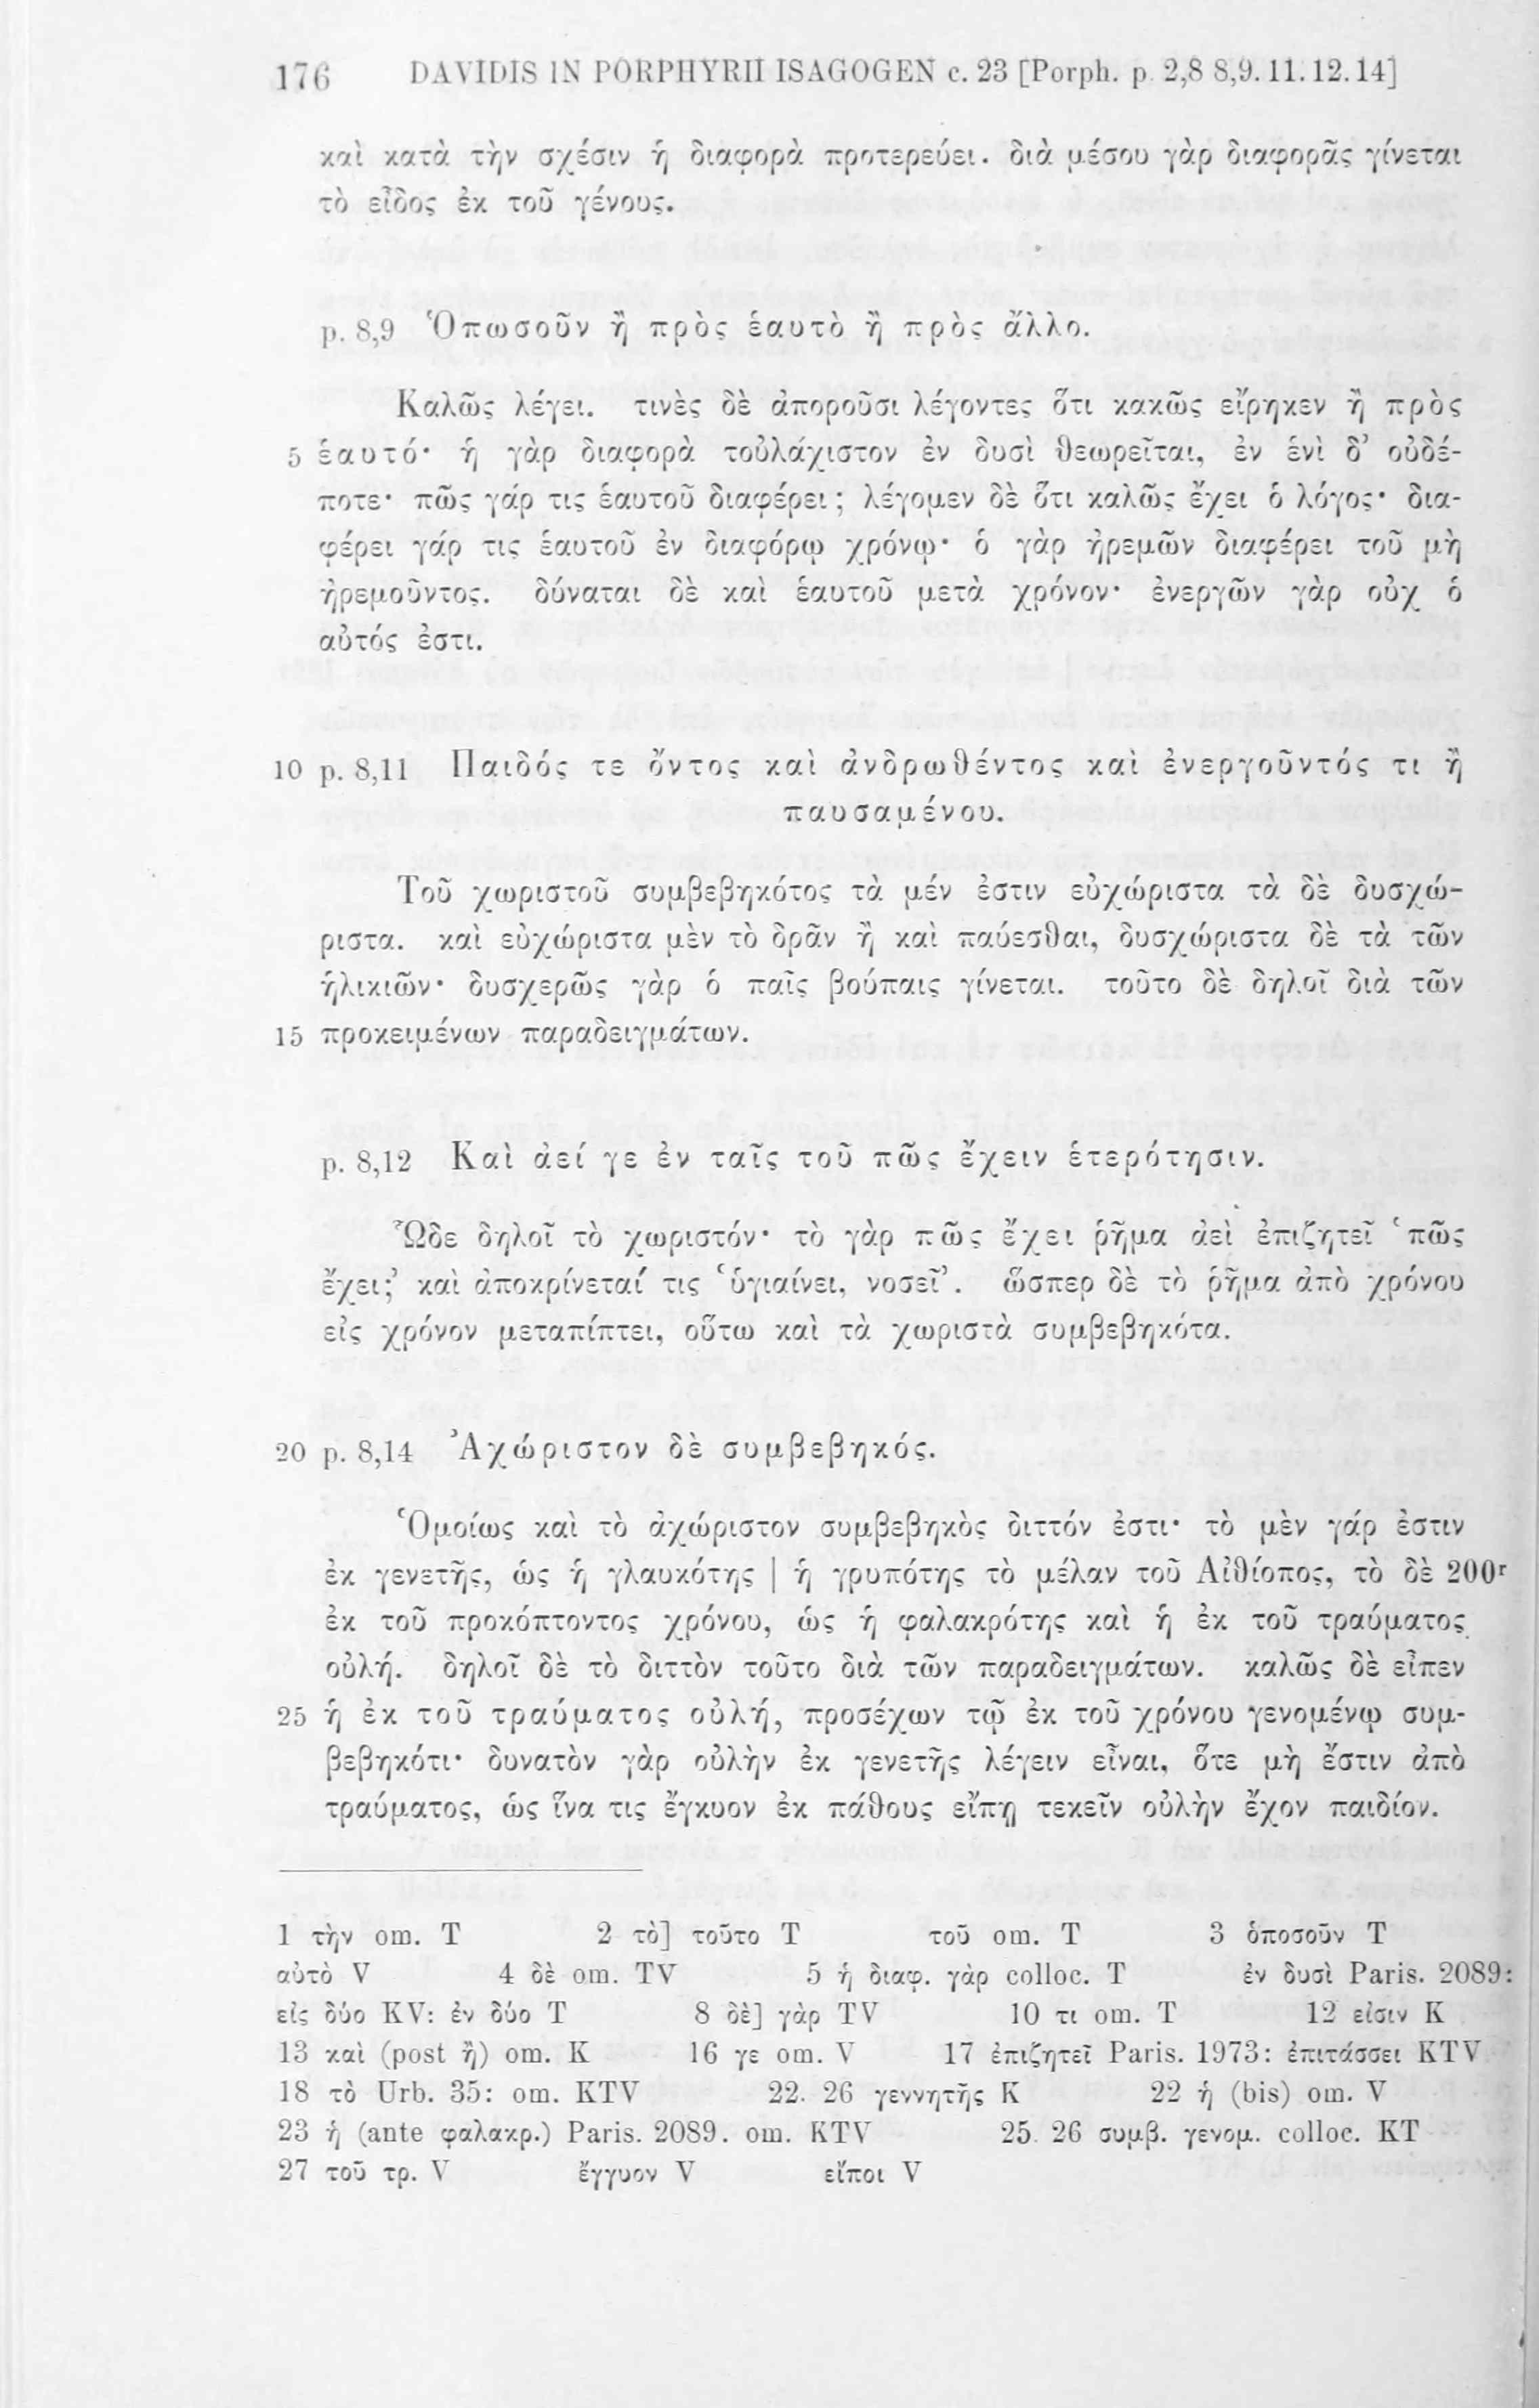 176 DAVIDIS IN PORPHYRII ISAGOGEN c. 23 [Porph. p. 2,8 8,9. 11. 12. 14]
καὶ κατὰ τὴν σχέσιν ἡ διαφορὰ προτερεύει. διὰ μέσου γὰρ διαφορᾶς γίνεται
τὸ εἶδος ἐκ τοῦ γένους.
p. 8,9 Ὁπωσοῦν ἢ πρὸς ἑαυτὸ ἢ πρὸς ἄλλο.
Καλῶς λέγει. τινὲς δὲ ἀποροῦσι λέγοντες ὅτι κακῶς εἴρηκεν ἢ πρὸς
5 ἑαυτό· ἡ γὰρ διαφορὰ τοὐλάχιστον ἐν δυσὶ θεωρεῖται, ἐν ἑνὶ δ’ οὐδέ-
ποτε· πῶς γάρ τις ἑαυτοῦ διαφέρει; λέγομεν δὲ ὅτι καλῶς ἔχει ὁ λόγος· δια-
φέρει γάρ τις ἑαυτοῦ ἐν διαφόρῳ χρόνῳ· ὁ γὰρ ἠρεμῶν διαφέρει τοῦ μὴ
ἠρεμοῦντος. δύναται δὲ καὶ ἑαυτοῦ μετὰ χρόνον· ἐνεργῶν γὰρ οὐχ ὁ
αὐτός ἐστι.
10 p. 8,11 Παιδός τε ὄντος καὶ ἀνδρωθέντος καὶ ἐνεργοῦντός τι ἢ
παυσαμένου.
Τοῦ χωριστοῦ συμβεβηκότος τὰ μέν ἐστιν εὐχώριστα τὰ δὲ δυσχώ-
ριστα. καὶ εὐχώριστα μὲν τὸ δρᾶν ἢ καὶ παύεσθαι, δυσχώριστα δὲ τὰ τῶν
ἡλικιῶν· δυσχερῶς γὰρ ὁ παῖς βούπαις γίνεται. τοῦτο δὲ δηλοῖ διὰ τῶν
15 προκειμένων παραδειγμάτων.
p. 8,12 Καὶ ἀεί γε ἐν ταῖς τοῦ πῶς ἔχειν ἑτερότησιν.
Ὧδε δηλοῖ τὸ χωριστόν· τὸ γὰρ πῶς ἔχει ῥῆμα ἀεὶ ἐπιζητεῖ ‘πῶς
ἔχει;’ καὶ ἀποκρίνεταί τις ‘ὑγιαίνει, νοσεῖ’. ὥσπερ δὲ τὸ ῥῆμα ἀπὸ χρόνου
εἰς χρόνον μεταπίπτει, οὕτω καὶ τὰ χωριστὰ συμβεβηκότα.
20 p. 8,14 Ἀχώριστον δὲ συμβεβηκός.
Ὁμοίως καὶ τὸ ἀχώριστον συμβεβηκὸς διττόν ἐστι· τὸ μὲν γάρ ἐστιν
ἐκ γενετῆς, ὡς ἡ γλαυκότης | ἡ γρυπότης τὸ μέλαν τοῦ Αἰθίοπος, τὸ δὲ 200ʳ
ἐκ τοῦ προκόπτοντος χρόνου, ὡς ἡ φαλακρότης καὶ ἡ ἐκ τοῦ τραύματος
οὐλή. δηλοῖ δὲ τὸ διττὸν τοῦτο διὰ τῶν παραδειγμάτων. καλῶς δὲ εἶπεν
25 ἡ ἐκ τοῦ τραύματος οὐλή, προσέχων τῷ ἐκ τοῦ χρόνου γενομένῳ συμ-
βεβηκότι· δυνατὸν γὰρ οὐλὴν ἐκ γενετῆς λέγειν εἶναι, ὅτε μὴ ἔστιν ἀπὸ
τραύματος, ὡς ἵνα τις ἔγκυον ἐκ πάθους εἴπῃ τεκεῖν οὐλὴν ἔχον παιδίον.
1 τὴν om. T 2 τὸ] τοῦτο T τοῦ om. T 3 ὁποσοῦν T
αὐτὸ V 4 δὲ om. TV 5 ἡ διαφ. γὰρ colloc. T ἐν δυσὶ Paris. 2089:
εἰς δύο KV: ἐν δύο T 8 δὲ] γὰρ TV 10 τι om. T 12 εἰσιν K
13 καὶ (post ἢ) om. K 16 γε om. V 17 ἐπιζητεῖ Paris. 1973: ἐπιτάσσει KTV
18 τὸ Urb. 35: om. KTV 22. 26 γεννητῆς K 22 ἡ (bis) om. V
23 ἡ (ante φαλακρ.) Paris. 2089. om. KTV 25. 26 συμβ. γενομ. colloc. KT
27 τοῦ τρ. V ἔγγυον V εἴποι V